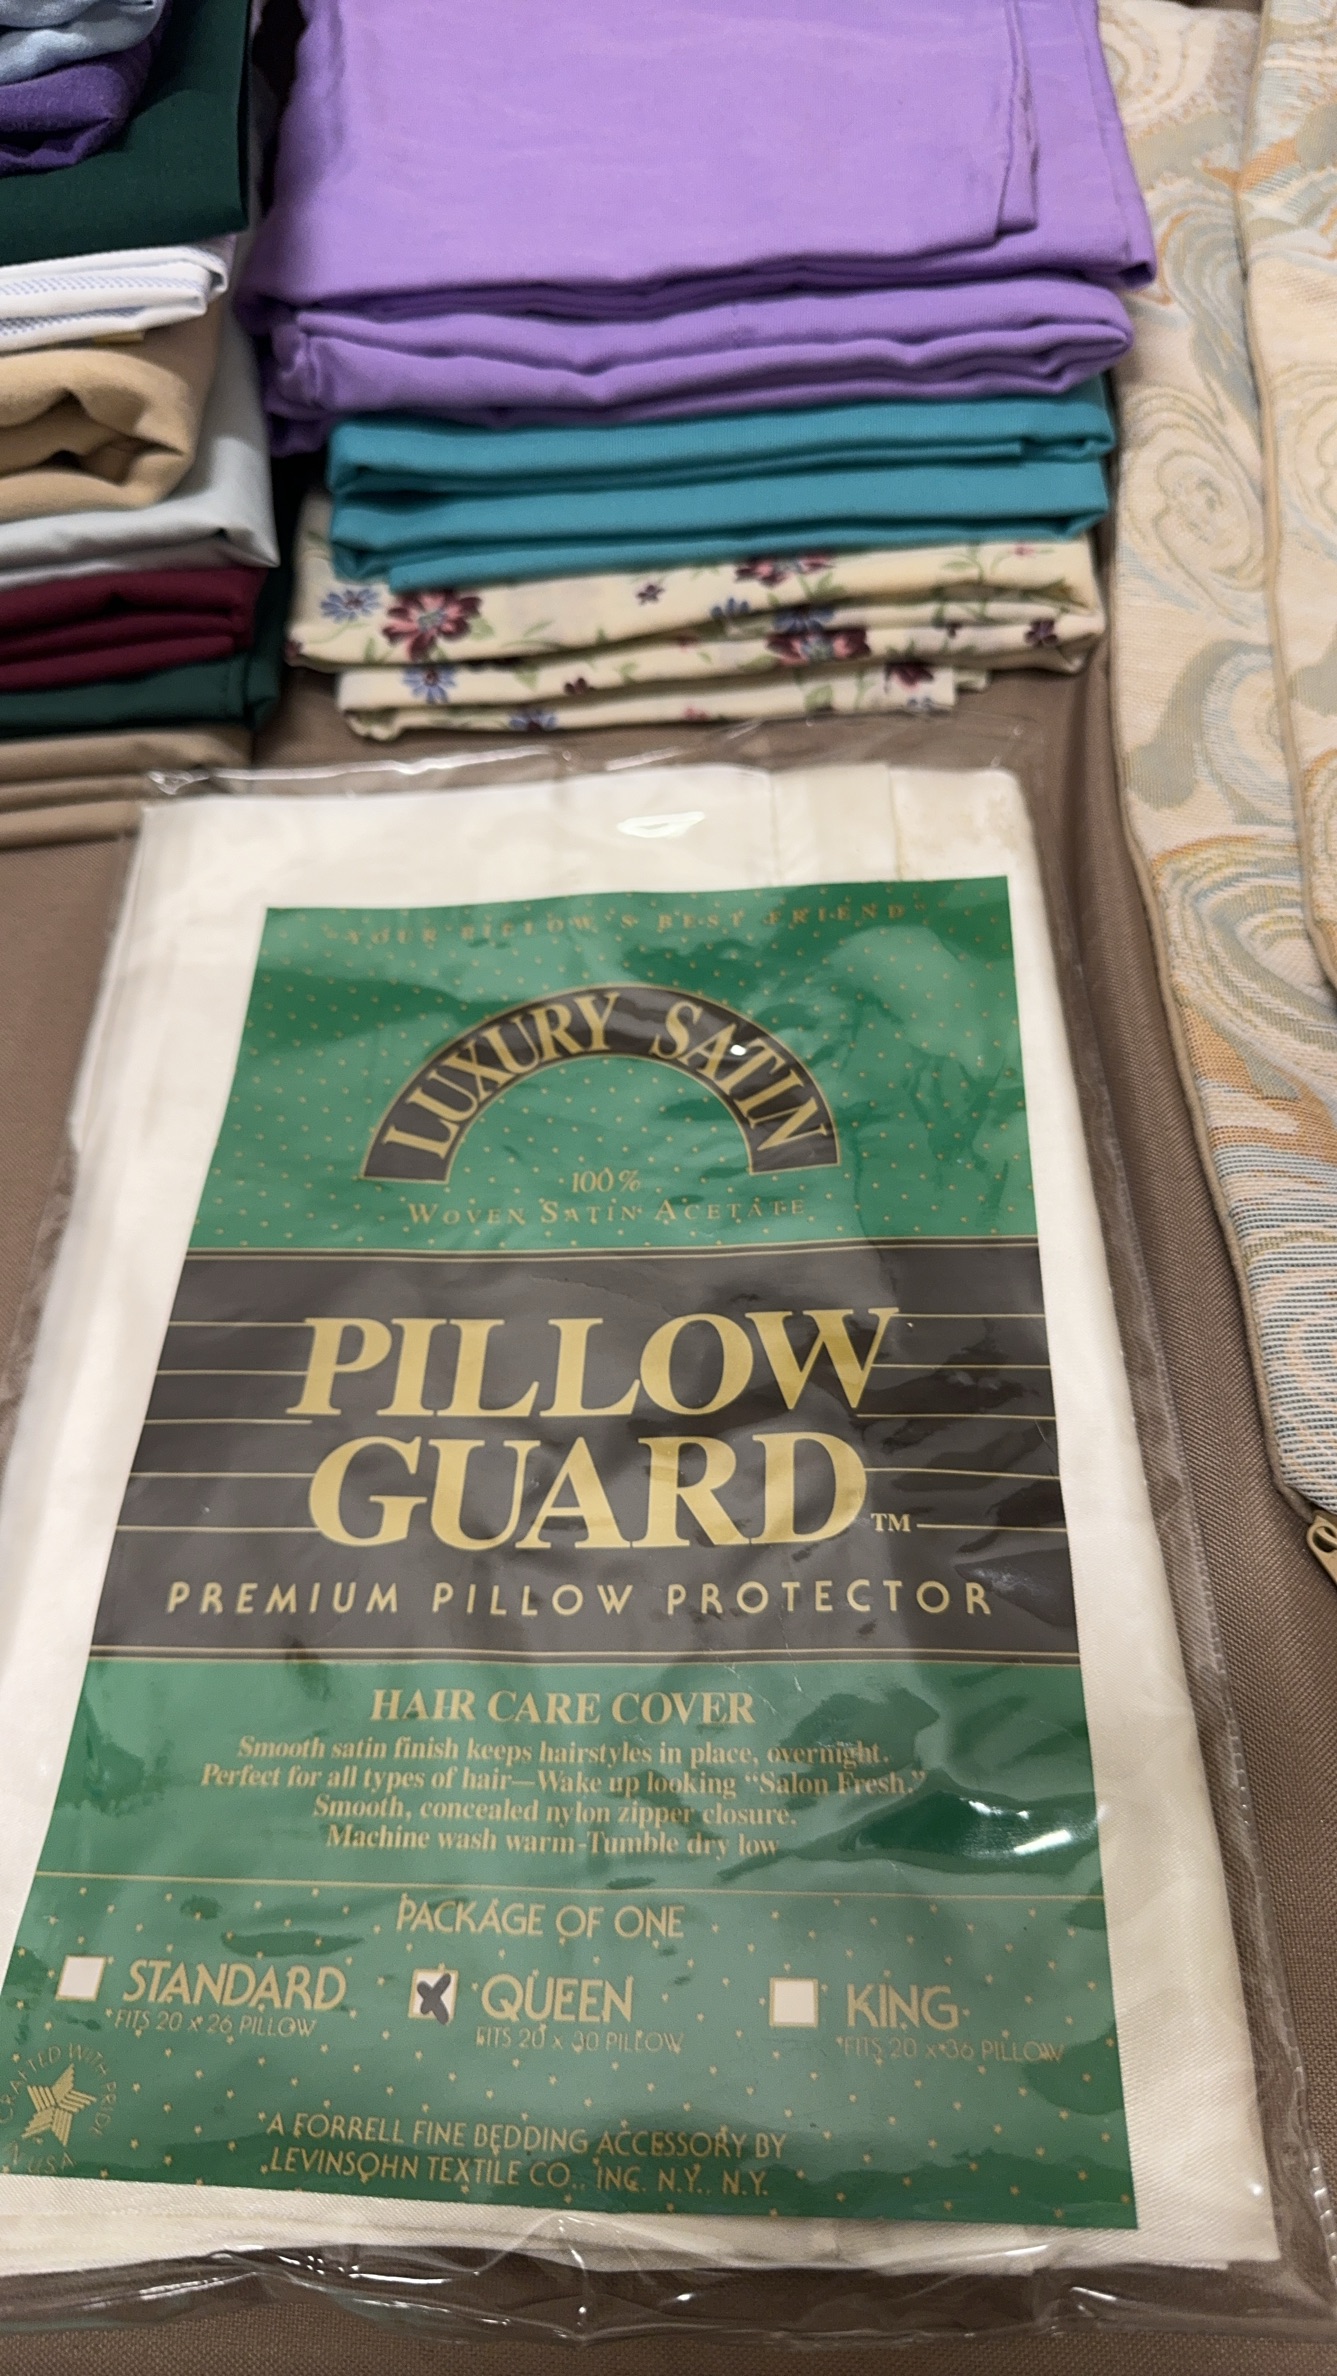 "YOUR PILLOW'S BEST FRIEND"
LUXURY SATIN
100%
WOVEN SATIN ACETATE
PILLOW
GUARD™
PREMIUM PILLOW PROTECTOR
HAIR CARE COVER
Smooth satin finish keeps hairstyles in place, overnight.
Perfect for all types of hair—Wake up looking "Salon Fresh."
Smooth, concealed nylon zipper closure.
Machine wash warm-Tumble dry low
PACKAGE OF ONE
STANDARD
FITS 20 x 26 PILLOW
QUEEN
FITS 20 x 30 PILLOW
KING
FITS 20 x 36 PILLOW
CRAFTED WITH PRIDE
IN USA
A FORRELL FINE BEDDING ACCESSORY BY
LEVINSOHN TEXTILE CO., INC. N.Y., N.Y.